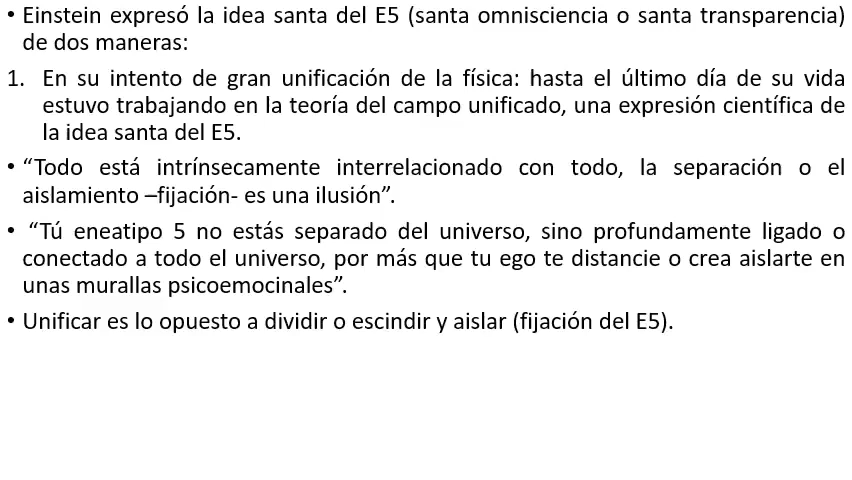 • Einstein expresó la idea santa del E5 (santa omnisciencia o santa transparencia)
de dos maneras:
1. En su intento de gran unificación de la física: hasta el último día de su vida
estuvo trabajando en la teoría del campo unificado, una expresión científica de
la idea santa del E5.
• “Todo está intrínsecamente interrelacionado con todo, la separación o el
aislamiento –fijación- es una ilusión”.
• “Tú eneatipo 5 no estás separado del universo, sino profundamente ligado o
conectado a todo el universo, por más que tu ego te distancie o crea aislarte en
unas murallas psicoemocinales”.
• Unificar es lo opuesto a dividir o escindir y aislar (fijación del E5).